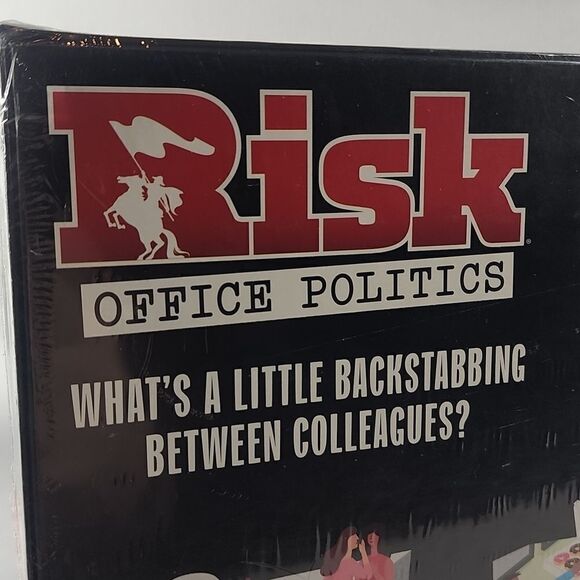 Risk
OFFICE POLITICS
WHAT'S A LITTLE BACKSTABBING
BETWEEN COLLEAGUES?